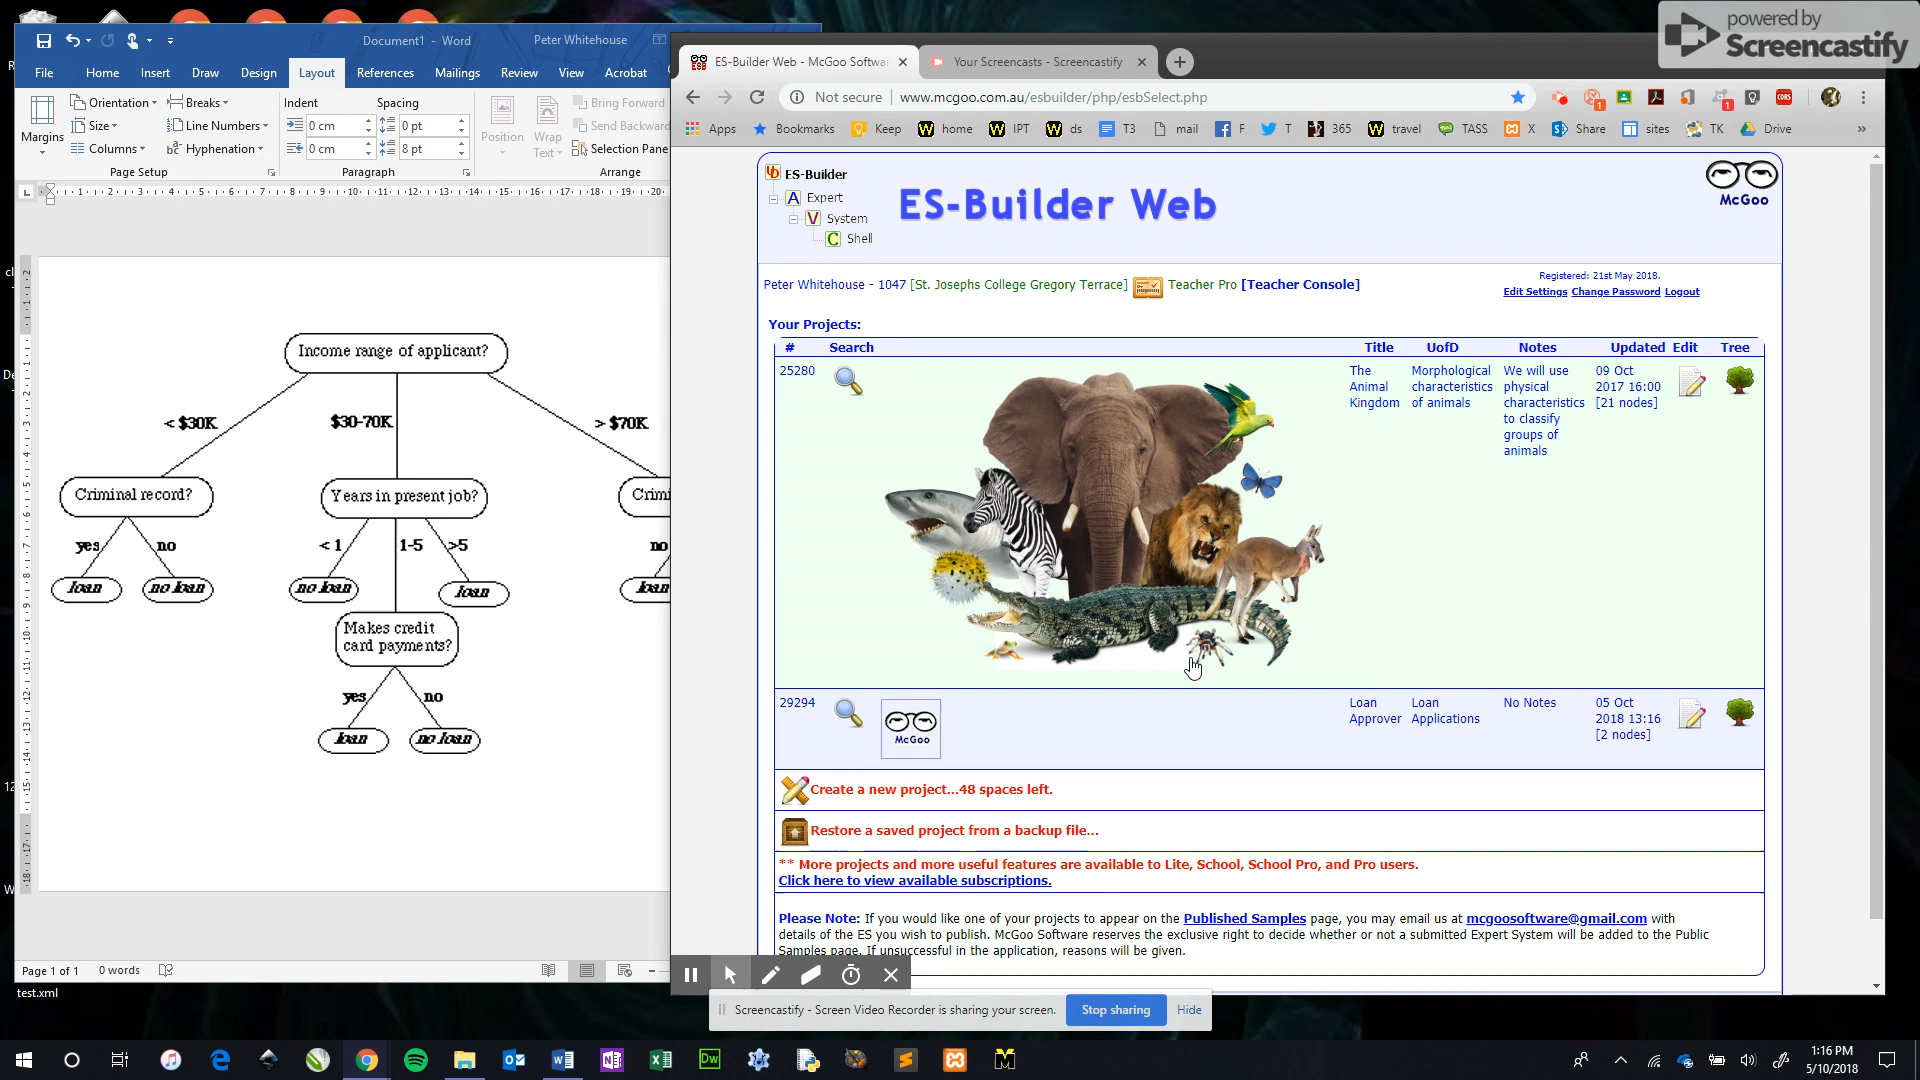 powered by
Screencastify
Document1 - Word
Peter Whitehouse
File Home Insert Draw Design Layout References Mailings Review View Acrobat
Margins
Orientation
Size
Columns
Breaks
Line Numbers
Hyphenation
Page Setup
Indent
0 cm
0 cm
Spacing
0 pt
8 pt
Paragraph
Position
Wrap
Text
Bring Forward
Send Backward
Selection Pane
Arrange
Income range of applicant?
< $30K
$30-70K
> $70K
Criminal record?
Years in present job?
Crimi
yes
no
< 1
1-5
>5
no
loan
no loan
no loan
loan
loan
Makes credit
card payments?
yes
no
loan
no loan
Page 1 of 1
0 words
test.xml
ES-Builder Web - McGoo Softwar
Your Screencasts - Screencastify
Not secure
www.mcgoo.com.au/esbuilder/php/esbSelect.php
Apps Bookmarks Keep home IPT ds T3 mail F T 365 travel TASS X Share sites TK Drive
ES-Builder
A Expert
V System
C Shell
ES-Builder Web
McGoo
Peter Whitehouse - 1047 [St. Josephs College Gregory Terrace] Teacher Pro [Teacher Console]
Registered: 21st May 2018.
Edit Settings Change Password Logout
Your Projects:
# Search Title UofD Notes Updated Edit Tree
25280
The
Animal
Kingdom
Morphological
characteristics
of animals
We will use
physical
characteristics
to classify
groups of
animals
09 Oct
2017 16:00
[21 nodes]
29294
McGoo
Loan
Approver
Loan
Applications
No Notes
05 Oct
2018 13:16
[2 nodes]
Create a new project...48 spaces left.
Restore a saved project from a backup file...
** More projects and more useful features are available to Lite, School, School Pro, and Pro users.
Click here to view available subscriptions.
Please Note: If you would like one of your projects to appear on the Published Samples page, you may email us at mcgoosoftware@gmail.com with
details of the ES you wish to publish. McGoo Software reserves the exclusive right to decide whether or not a submitted Expert System will be added to the Public
Samples page. If unsuccessful in the application, reasons will be given.
Screencastify - Screen Video Recorder is sharing your screen.
Stop sharing
Hide
1:16 PM
5/10/2018